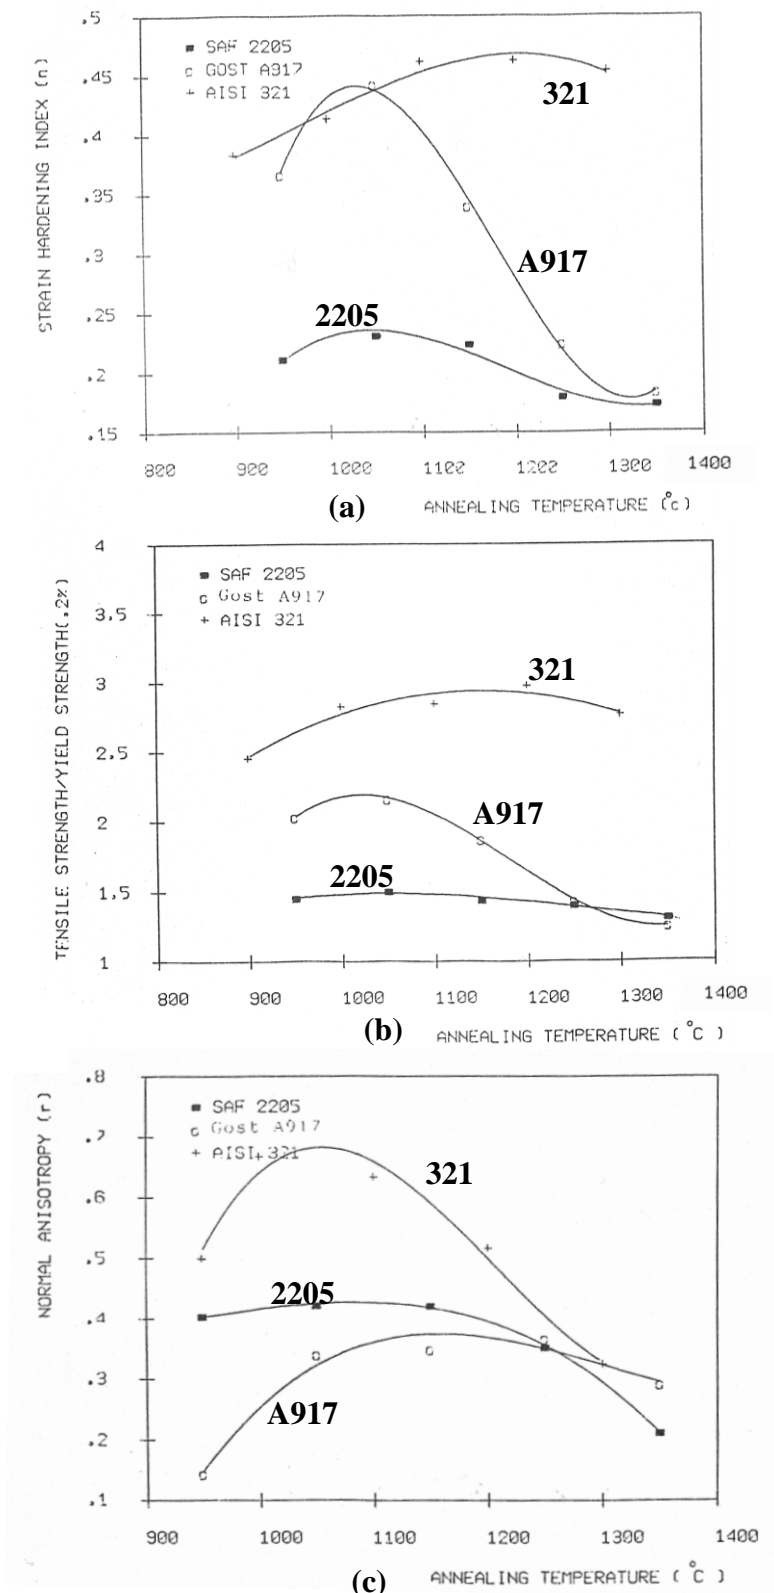 .5
SAF 2205
.45
GOST A917
AISI 321
321
.4
.35
STRAIN HARDENING INDEX (n)
.3
A917
.25
2205
.2
.15
800 900 1000 1100 1200 1300 1400
(a) ANNEALING TEMPERATURE (°c)
4
SAF 2205
Gost A917
3,5
AISI 321
321
3
TENSILE STRENGTH/YIELD STRENGTH(.2%)
2,5
2
A917
2205
1,5
1
800 900 1000 1100 1200 1300 1400
(b) ANNEALING TEMPERATURE ( °C )
.8
SAF 2205
Gost A917
.7
AISI 321
321
.6
NORMAL ANISOTROPY (r)
.5
2205
.4
.3
A917
.2
.1
900 1000 1100 1200 1300 1400
(c) ANNEALING TEMPERATURE ( °C )